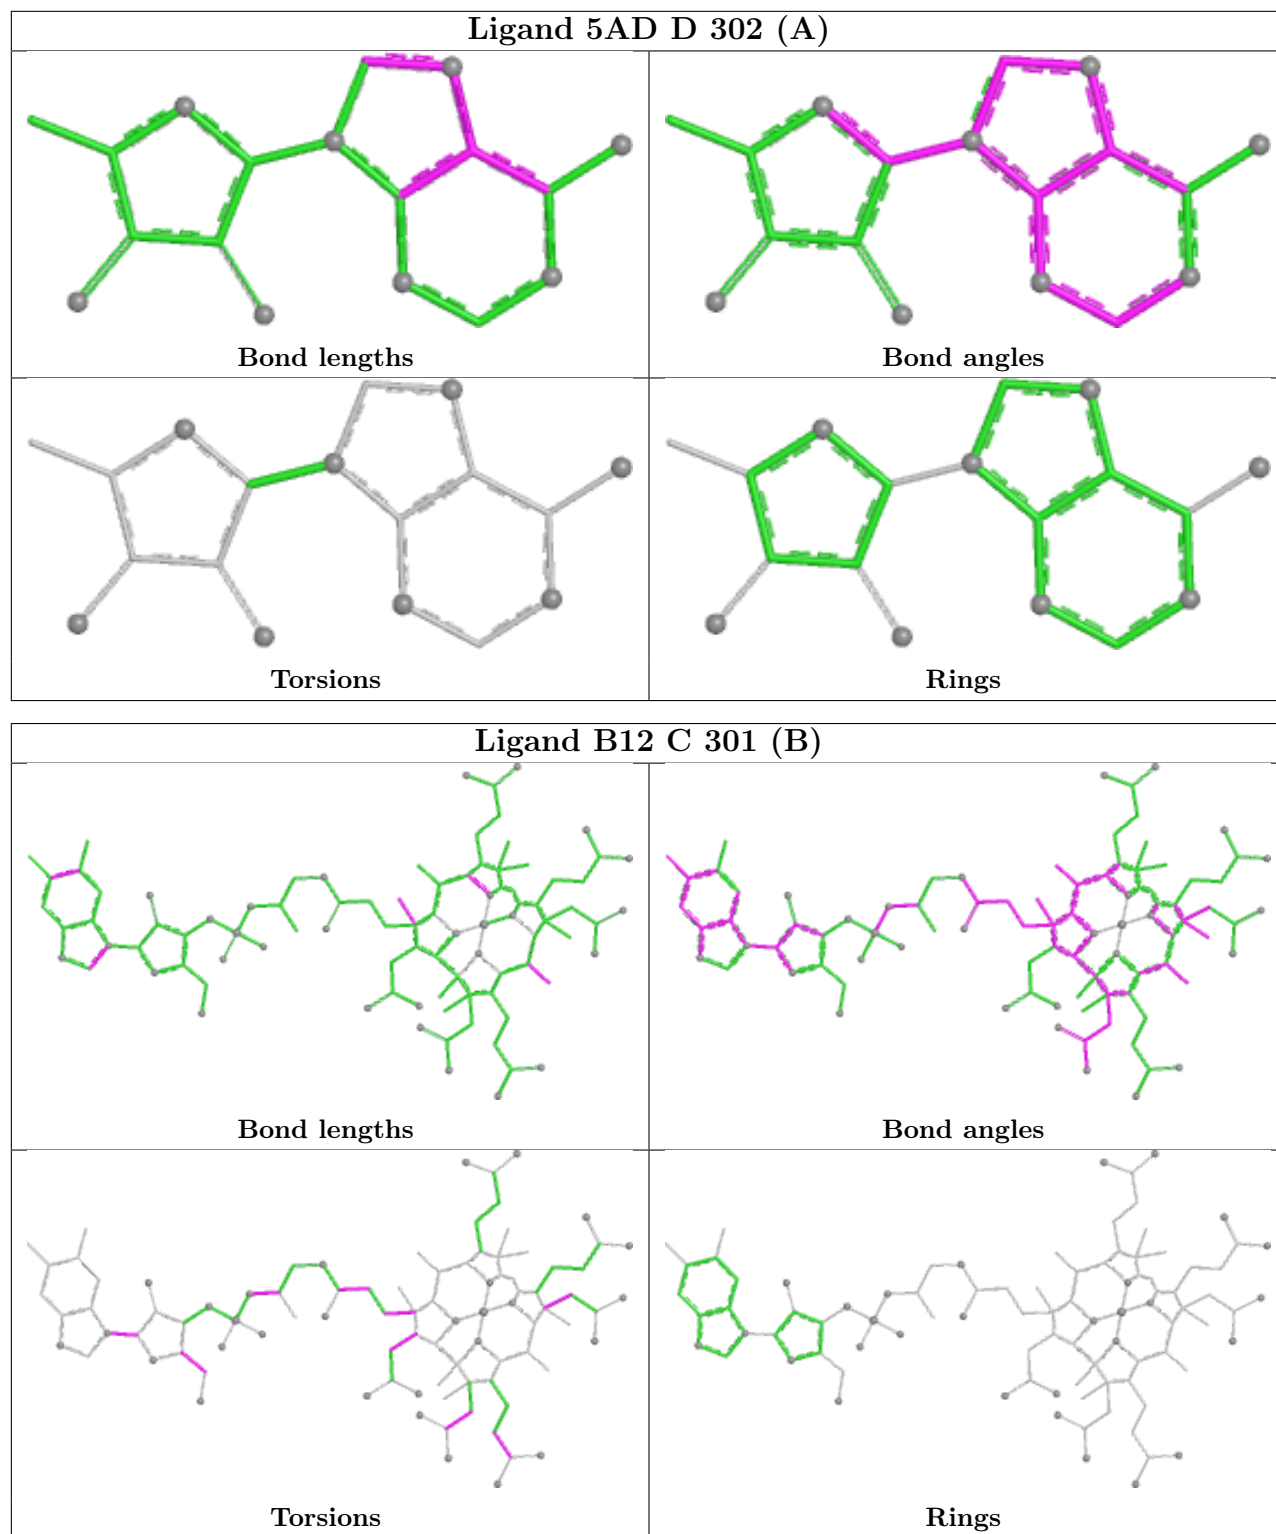 Ligand 5AD D 302 (A)
Bond lengths
Bond angles
Torsions
Rings
Ligand B12 C 301 (B)
Bond lengths
Bond angles
Torsions
Rings